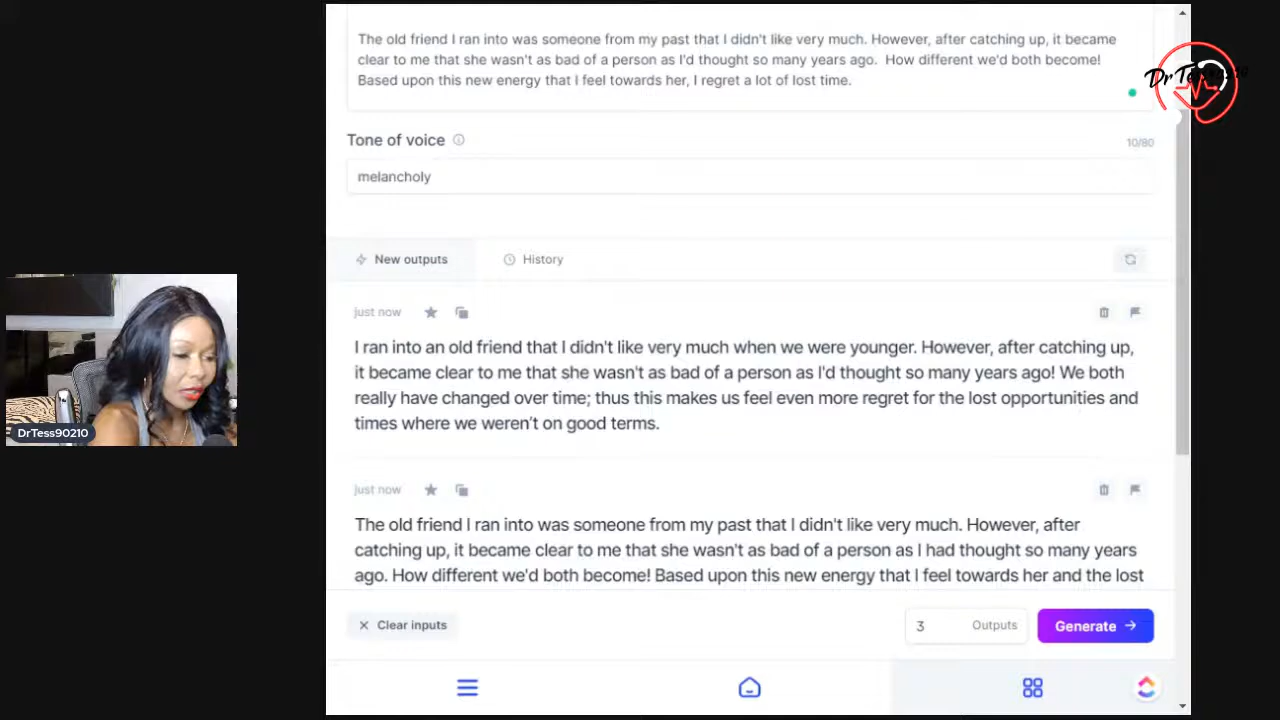 The old friend I ran into was someone from my past that I didn't like very much. However, after catching up, it became
clear to me that she wasn't as bad of a person as I'd thought so many years ago.  How different we'd both become!
Based upon this new energy that I feel towards her, I regret a lot of lost time.
Tone of voice
10/80
melancholy
New outputs
History
just now
I ran into an old friend that I didn't like very much when we were younger. However, after catching up,
it became clear to me that she wasn't as bad of a person as I'd thought so many years ago! We both
really have changed over time; thus this makes us feel even more regret for the lost opportunities and
times where we weren't on good terms.
just now
The old friend I ran into was someone from my past that I didn't like very much. However, after
catching up, it became clear to me that she wasn't as bad of a person as I had thought so many years
ago. How different we'd both become! Based upon this new energy that I feel towards her and the lost
Clear inputs
3
Outputs
Generate
DrTess90210